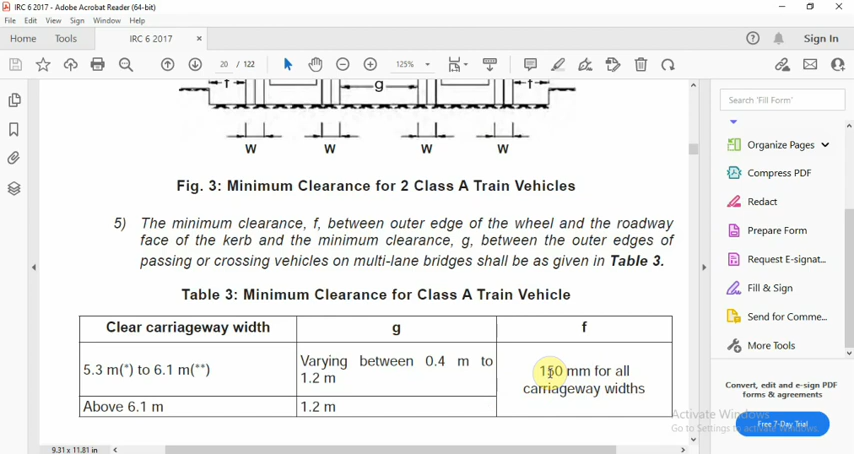 IRC 6 2017 - Adobe Acrobat Reader (64-bit)
File Edit View Sign Window Help
Home Tools IRC 6 2017 × Sign In
20 / 122 125%
f g f
W W W W
Fig. 3: Minimum Clearance for 2 Class A Train Vehicles
5) The minimum clearance, f, between outer edge of the wheel and the roadway
face of the kerb and the minimum clearance, g, between the outer edges of
passing or crossing vehicles on multi-lane bridges shall be as given in Table 3.
Table 3: Minimum Clearance for Class A Train Vehicle
Clear carriageway width g f
5.3 m(*) to 6.1 m(**) Varying between 0.4 m to
1.2 m
150 mm for all
carriageway widths
Above 6.1 m 1.2 m
9.31 x 11.81 in
Search 'Fill Form'
Organize Pages
Compress PDF
Redact
Prepare Form
Request E-signat...
Fill & Sign
Send for Comme...
More Tools
Convert, edit and e-sign PDF
forms & agreements
Free 7-Day Trial
Activate Windows
Go to Settings to activate Windows.